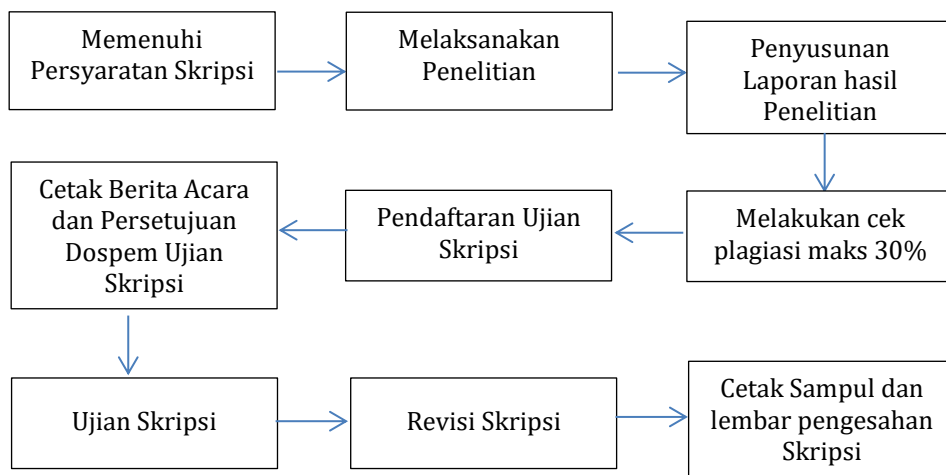 Memenuhi
Persyaratan Skripsi
Melaksanakan
Penelitian
Penyusunan
Laporan hasil
Penelitian
Melakukan cek
plagiasi maks 30%
Pendaftaran Ujian
Skripsi
Cetak Berita Acara
dan Persetujuan
Dospem Ujian
Skripsi
Ujian Skripsi
Revisi Skripsi
Cetak Sampul dan
lembar pengesahan
Skripsi